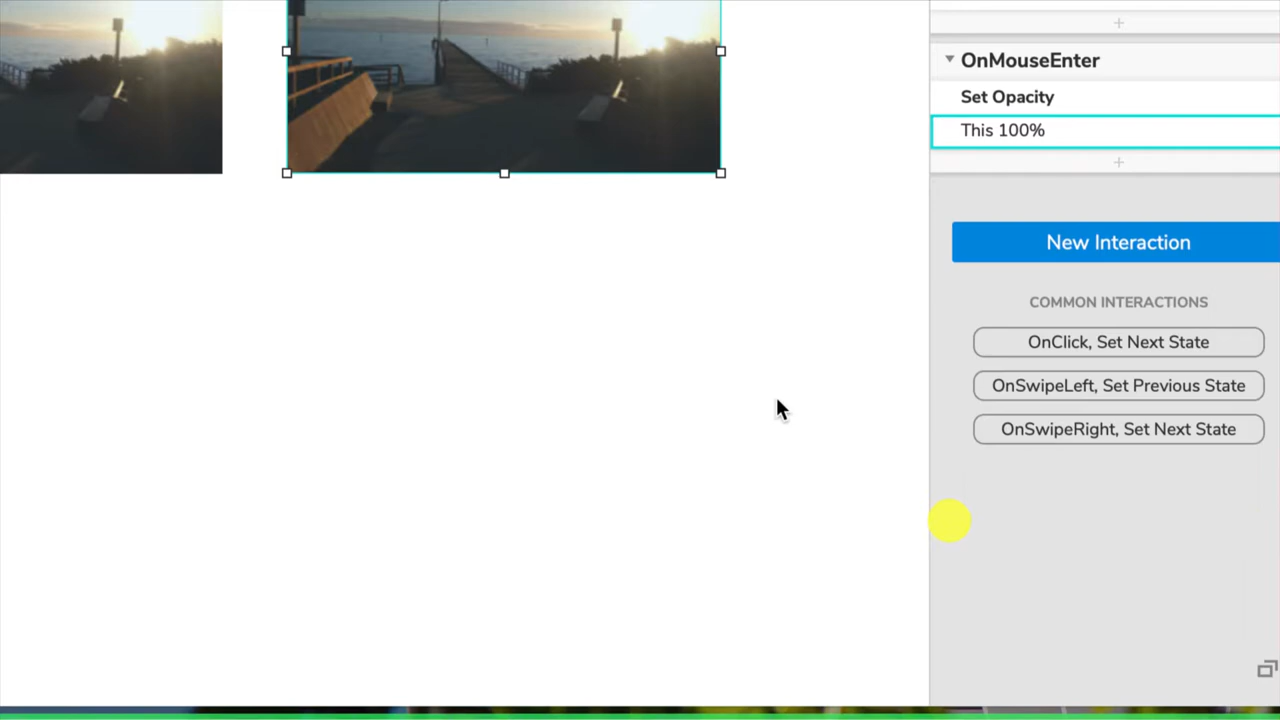 OnMouseEnter
Set Opacity
This 100%
New Interaction
COMMON INTERACTIONS
OnClick, Set Next State
OnSwipeLeft, Set Previous State
OnSwipeRight, Set Next State